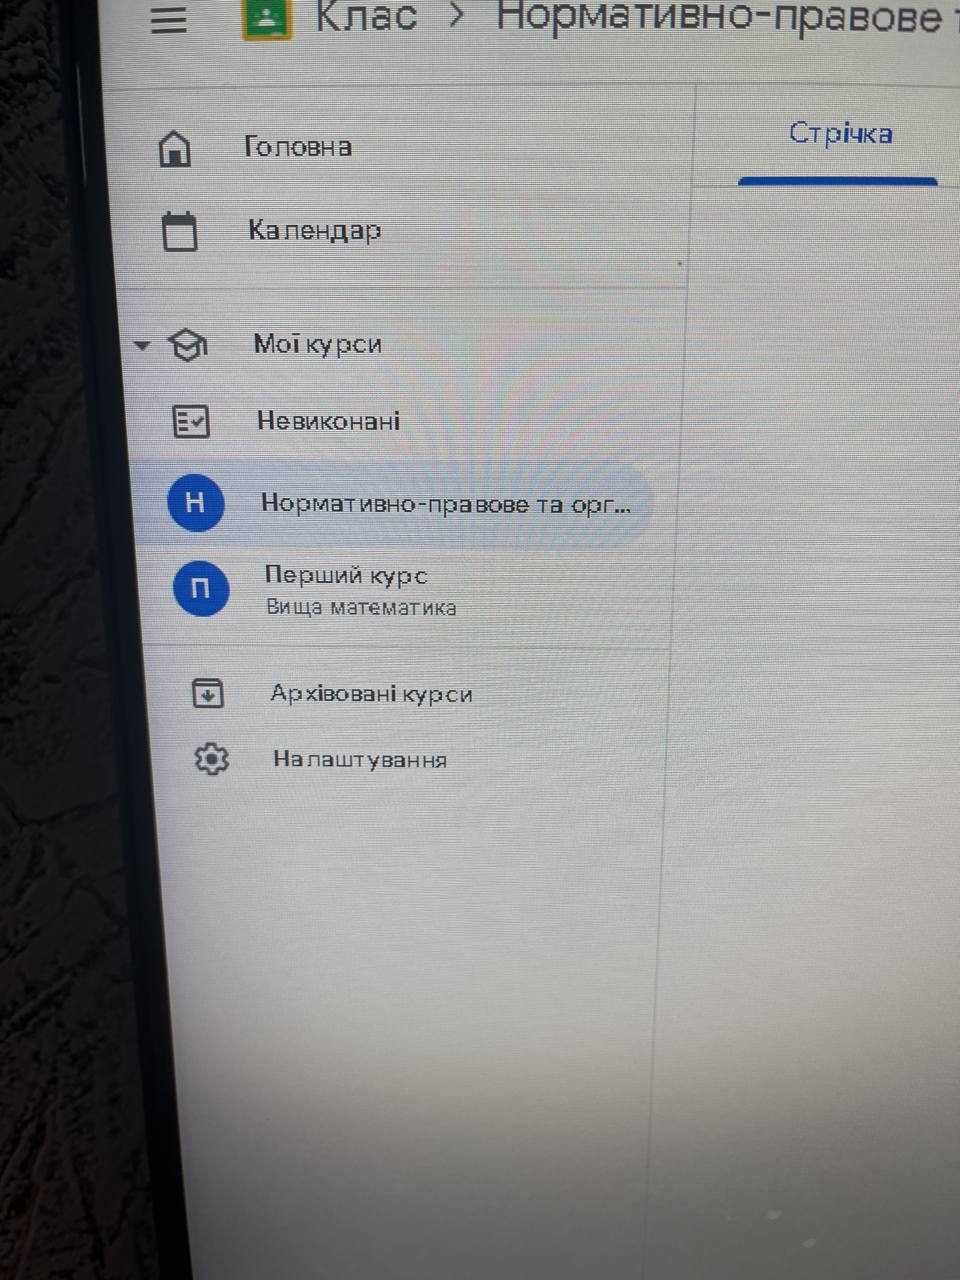 Клас > Нормативно-правове
Стрічка
Головна
Календар
Мої курси
Невиконані
Н Нормативно-правове та орг...
П Перший курс
Вища математика
Архівовані курси
Налаштування